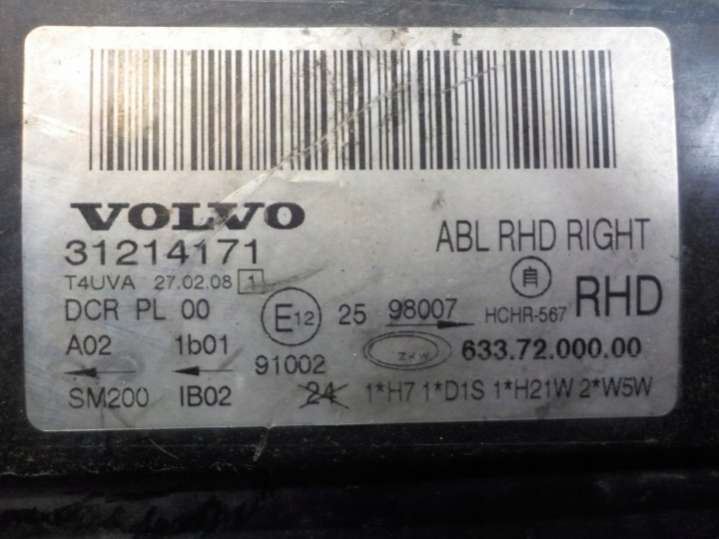 VOLVO
31214171
ABL RHD RIGHT
T4UVA 27.02.08 1
自
DCR PL 00
E12
25 98007
HCHR-567
RHD
A02 1b01
91002
ZKW
633.72.000.00
SM200 IB02
24
1*H7 1*D1S 1*H21W 2*W5W